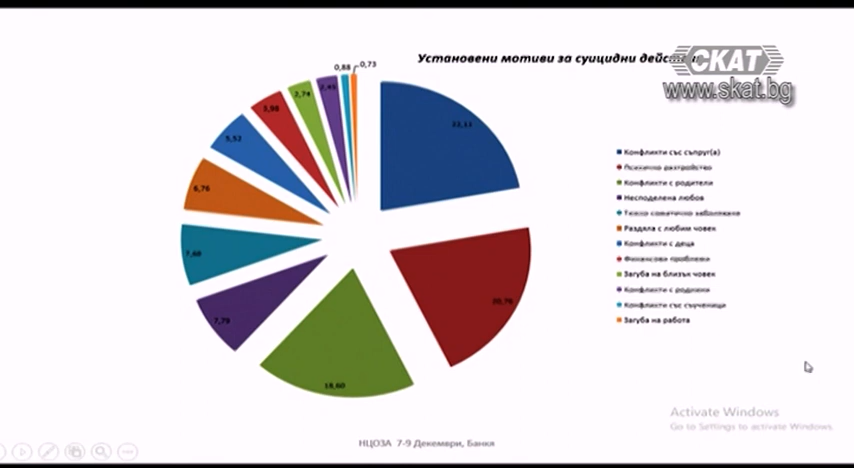 Установени мотиви за суицидни
СКАТ
www.skat.bg
0,88
0,73
2,74
3,98
5,52
6,76
7,60
7,79
18,60
20,76
22,11
Конфликти със съпруг(а)
Психично разстройство
Конфликти с родители
Несподелена любов
Тежко соматично заболяване
Раздяла с любим човек
Конфликти с деца
Финансови проблеми
Загуба на близък човек
Конфликти с роднини
Конфликти със съученици
Загуба на работа
Activate Windows
Go to Settings to activate Windows.
НЦОЗА 7-9 Декември, Банкя